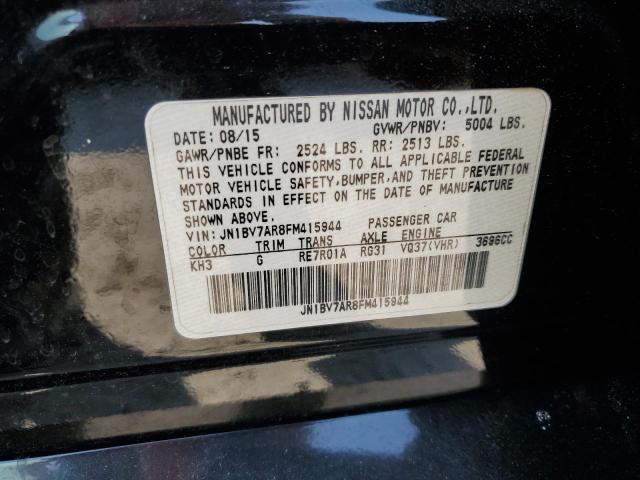 MANUFACTURED BY NISSAN MOTOR CO.,LTD.
DATE: 08/15 GVWR/PNBV: 5004 LBS.
GAWR/PNBE FR: 2524 LBS. RR: 2513 LBS.
THIS VEHICLE CONFORMS TO ALL APPLICABLE FEDERAL
MOTOR VEHICLE SAFETY, BUMPER, AND THEFT PREVENTION
STANDARDS IN EFFECT ON THE DATE OF MANUFACTURE
SHOWN ABOVE.
VIN: JN1BV7AR8FM415944 PASSENGER CAR
COLOR TRIM TRANS AXLE ENGINE
KH3 G RE7R01A RG31 VQ37(VHR) 3696CC
JN1BV7AR8FM415944